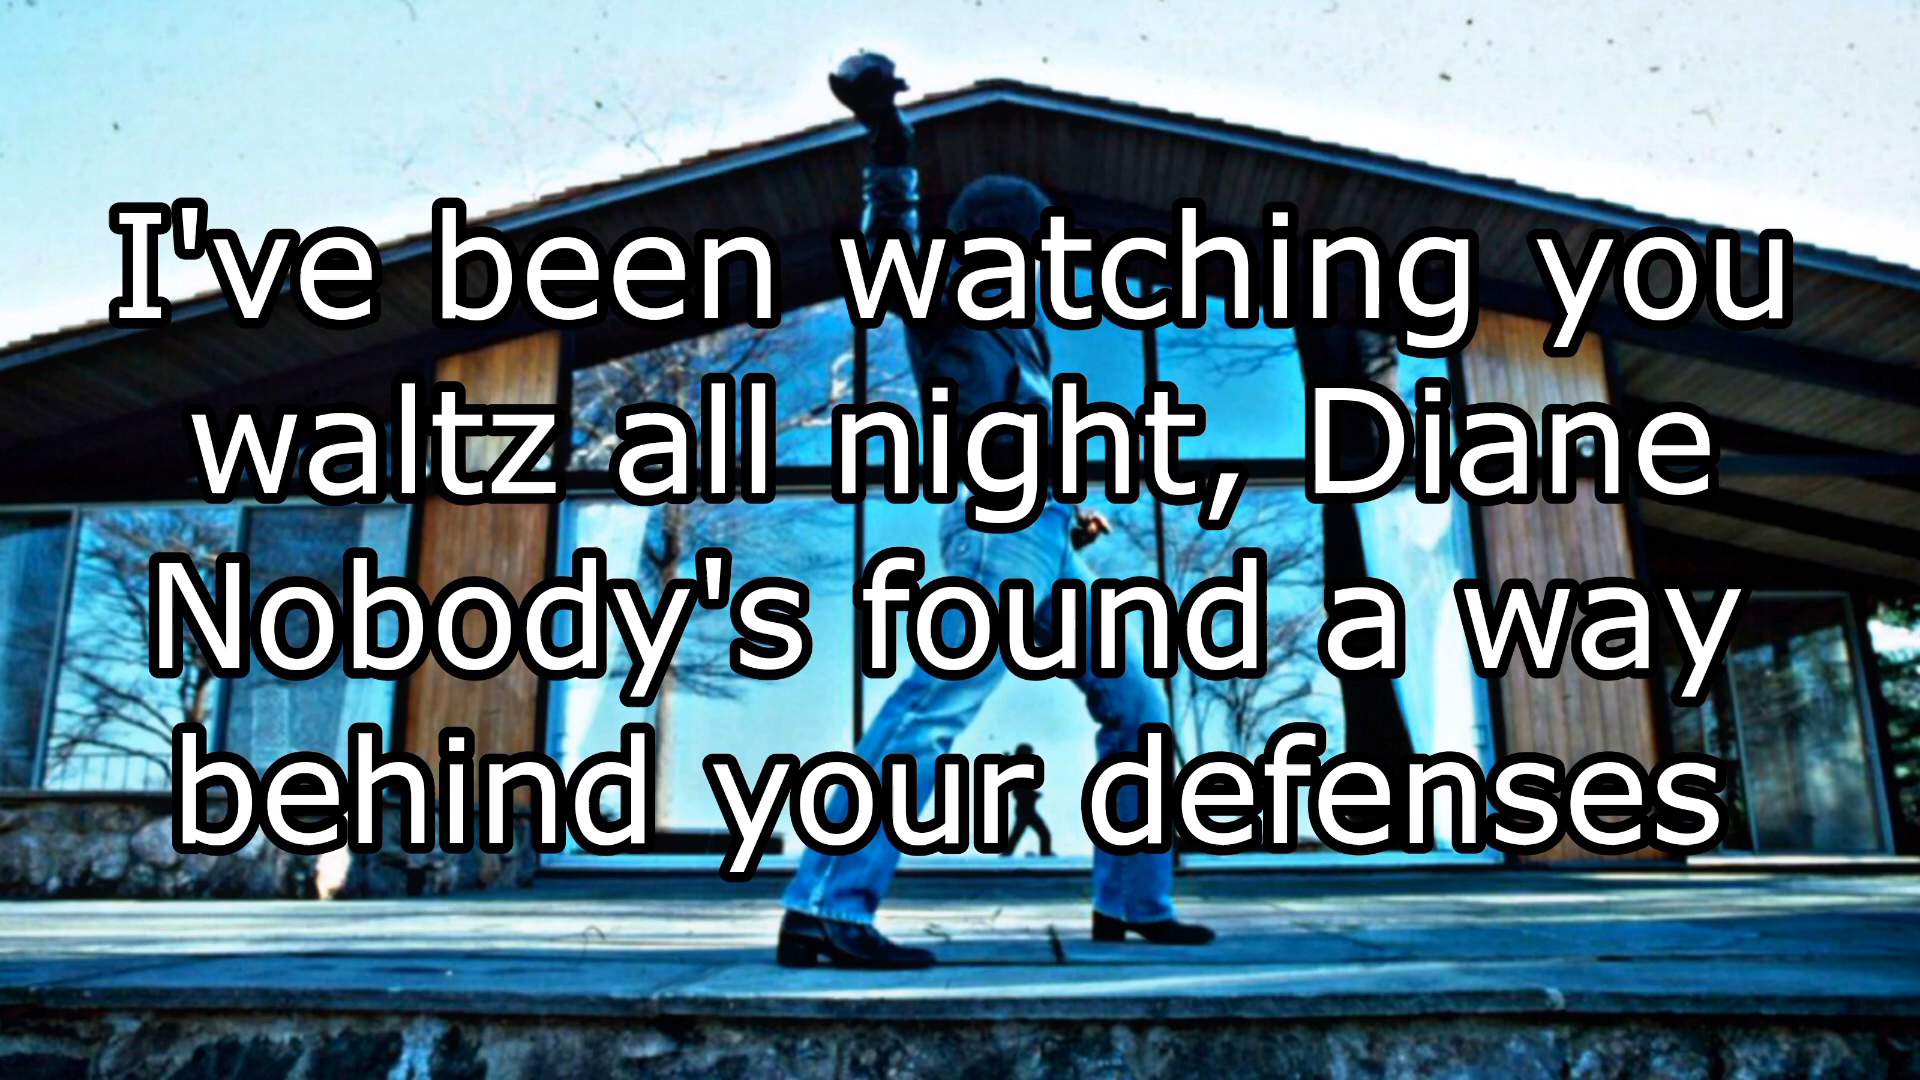 I've been watching you
waltz all night, Diane
Nobody's found a way
behind your defenses